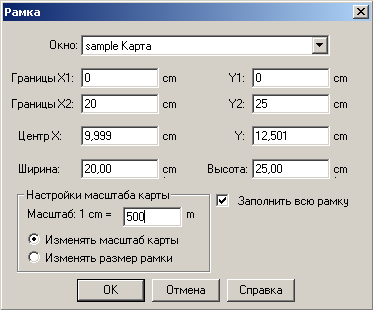 Рамка
Окно: sample Карта
Границы X1: 0 cm Y1: 0 cm
Границы X2: 20 cm Y2: 25 cm
Центр X: 9,999 cm Y: 12,501 cm
Ширина: 20,00 cm Высота: 25,00 cm
Настройки масштаба карты
Масштаб: 1 cm = 500 m
Заполнить всю рамку
Изменять масштаб карты
Изменять размер рамки
OK Отмена Справка